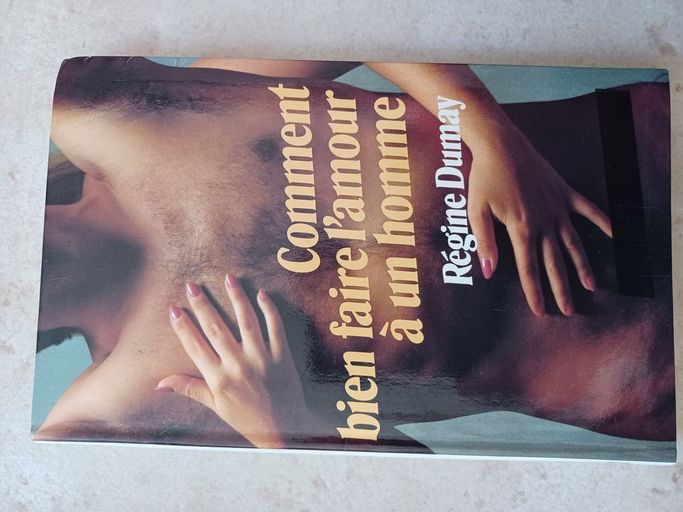 Comment
bien faire l'amour
à un homme
Régine Dumay